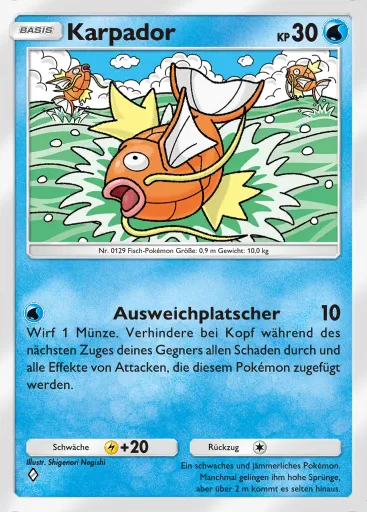 BASIS Karpador KP 30
Nr. 0129 Fisch-Pokémon Größe: 0,9 m Gewicht: 10,0 kg
Ausweichplatscher 10
Wirf 1 Münze. Verhindere bei Kopf während des
nächsten Zuges deines Gegners allen Schaden durch und
alle Effekte von Attacken, die diesem Pokémon zugefügt
werden.
Schwäche +20 Rückzug
Illustr. Shigenori Negishi
Ein schwaches und jämmerliches Pokémon.
Manchmal gelingen ihm hohe Sprünge,
aber über 2 m kommt es selten hinaus.